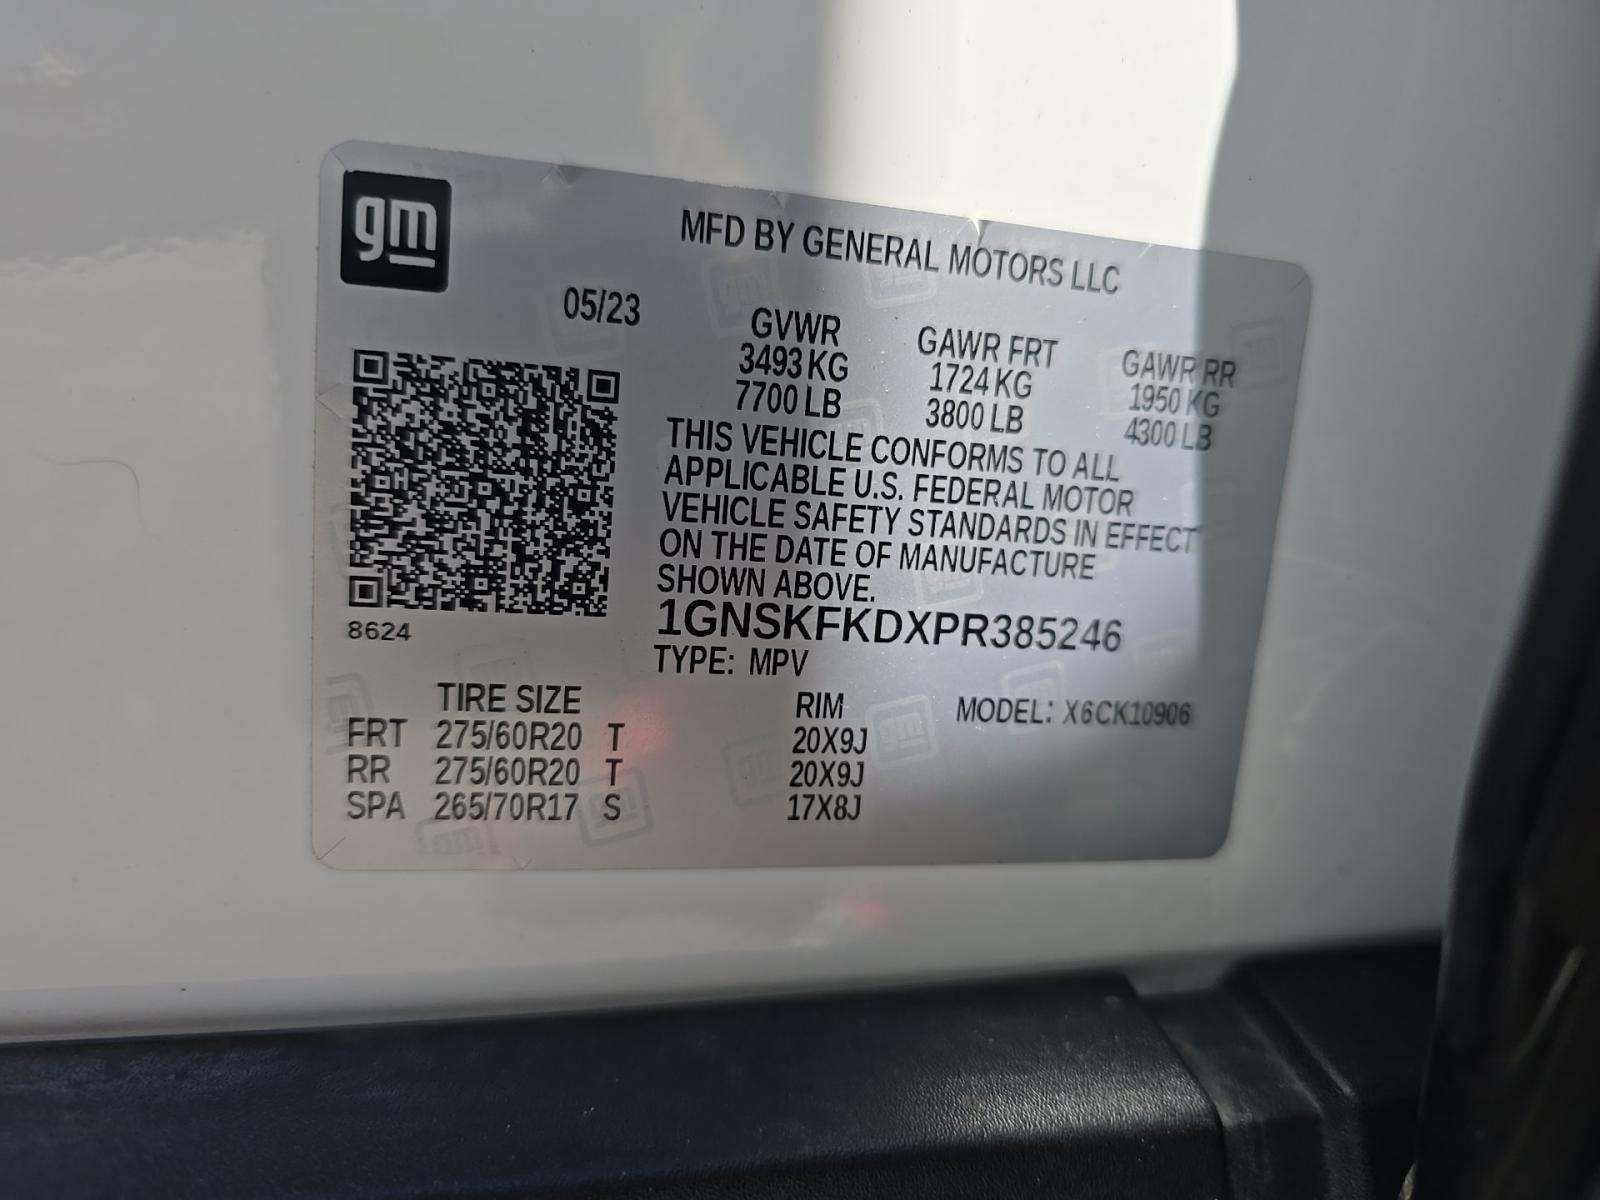 gm
MFD BY GENERAL MOTORS LLC
05/23
GVWR GAWR FRT GAWR RR
3493 KG 1724 KG 1950 KG
7700 LB 3800 LB 4300 LB
THIS VEHICLE CONFORMS TO ALL
APPLICABLE U.S. FEDERAL MOTOR
VEHICLE SAFETY STANDARDS IN EFFECT
ON THE DATE OF MANUFACTURE
SHOWN ABOVE.
8624
1GNSKFKDXPR385246
TYPE: MPV
TIRE SIZE RIM MODEL: X6CK10906
FRT 275/60R20 T 20X9J
RR 275/60R20 T 20X9J
SPA 265/70R17 S 17X8J